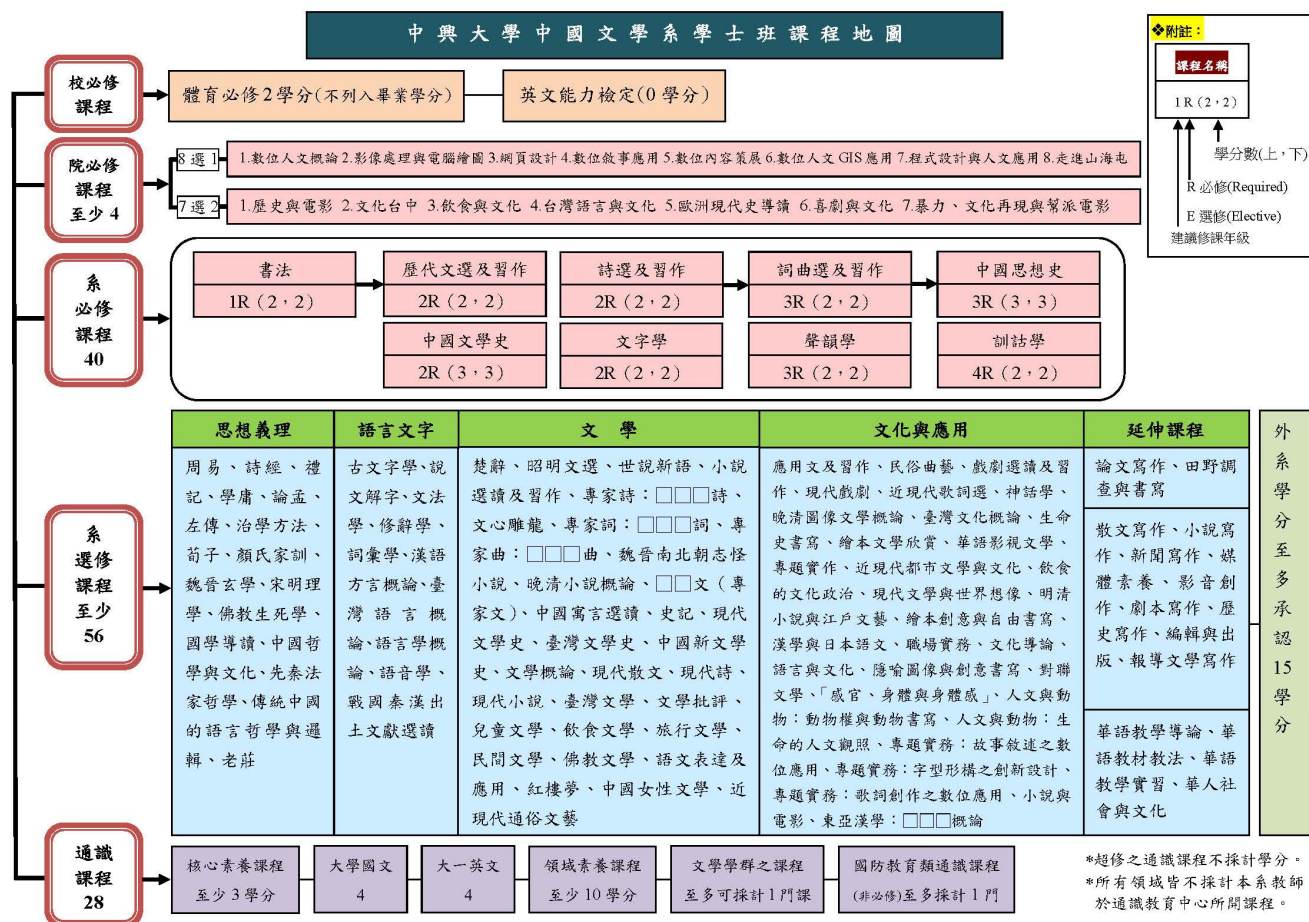 中興大學中國文學系學士班課程地圖
❖附註：
課程名稱
1R（2，2）
學分數(上，下)
R 必修(Required)
E 選修(Elective)
建議修課年級
校必修
課程
體育必修2學分(不列入畢業學分)
英文能力檢定(0 學分)
院必修
課程
至少 4
8 選 1
1.數位人文概論 2.影像處理與電腦繪圖 3.網頁設計 4.數位敘事應用 5.數位內容策展 6.數位人文 GIS 應用 7.程式設計與人文應用 8.走進山海屯
7 選 2
1.歷史與電影 2.文化台中 3.飲食與文化 4.台灣語言與文化 5.歐洲現代史導讀 6.喜劇與文化 7.暴力、文化再現與幫派電影
系
必修
課程
40
書法
1R（2，2）
歷代文選及習作
2R（2，2）
詩選及習作
2R（2，2）
詞曲選及習作
3R（2，2）
中國思想史
3R（3，3）
中國文學史
2R（3，3）
文字學
2R（2，2）
聲韻學
3R（2，2）
訓詁學
4R（2，2）
系
選修
課程
至少
56
思想義理
周易、詩經、禮
記、學庸、論孟、
左傳、治學方法、
荀子、顏氏家訓、
魏晉玄學、宋明理
學、佛教生死學、
國學導讀、中國哲
學與文化、先秦法
家哲學、傳統中國
的語言哲學與邏
輯、老莊
語言文字
古文字學、說
文解字、文法
學、修辭學、
詞彙學、漢語
方言概論、臺
灣語言概
論、語言學概
論、語音學、
戰國秦漢出
土文獻選讀
文 學
楚辭、昭明文選、世說新語、小說
選讀及習作、專家詩：□□□詩、
文心雕龍、專家詞：□□□詞、專
家曲：□□□曲、魏晉南北朝志怪
小說、晚清小說概論、□□文（專
家文）、中國寓言選讀、史記、現代
文學史、臺灣文學史、中國新文學
史、文學概論、現代散文、現代詩、
現代小說、臺灣文學、文學批評、
兒童文學、飲食文學、旅行文學、
民間文學、佛教文學、語文表達及
應用、紅樓夢、中國女性文學、近
現代通俗文藝
文化與應用
應用文及習作、民俗曲藝、戲劇選讀及習
作、現代戲劇、近現代歌詞選、神話學、
晚清圖像文學概論、臺灣文化概論、生命
史書寫、繪本文學欣賞、華語影視文學、
專題實作、近現代都市文學與文化、飲食
的文化政治、現代文學與世界想像、明清
小說與江戶文藝、繪本創意與自由書寫、
漢學與日本語文、職場實務、文化導論、
語言與文化、隱喻圖像與創意書寫、對聯
文學、「感官、身體與身體感」、人文與動
物：動物權與動物書寫、人文與動物：生
命的人文觀照、專題實務：故事敘述之數
位應用、專題實務：字型形構之創新設計、
專題實務：歌詞創作之數位應用、小說與
電影、東亞漢學：□□□概論
延伸課程
論文寫作、田野調
查與書寫
散文寫作、小說寫
作、新聞寫作、媒
體素養、影音創
作、劇本寫作、歷
史寫作、編輯與出
版、報導文學寫作
華語教學導論、華
語教材教法、華語
教學實習、華人社
會與文化
外
系
學
分
至
多
承
認
15
學
分
通識
課程
28
核心素養課程
至少 3 學分
大學國文
4
大一英文
4
領域素養課程
至少 10 學分
文學學群之課程
至多可採計 1 門課
國防教育類通識課程
(非必修)至多採計 1 門
*超修之通識課程不採計學分。
*所有領域皆不採計本系教師
於通識教育中心所開課程。